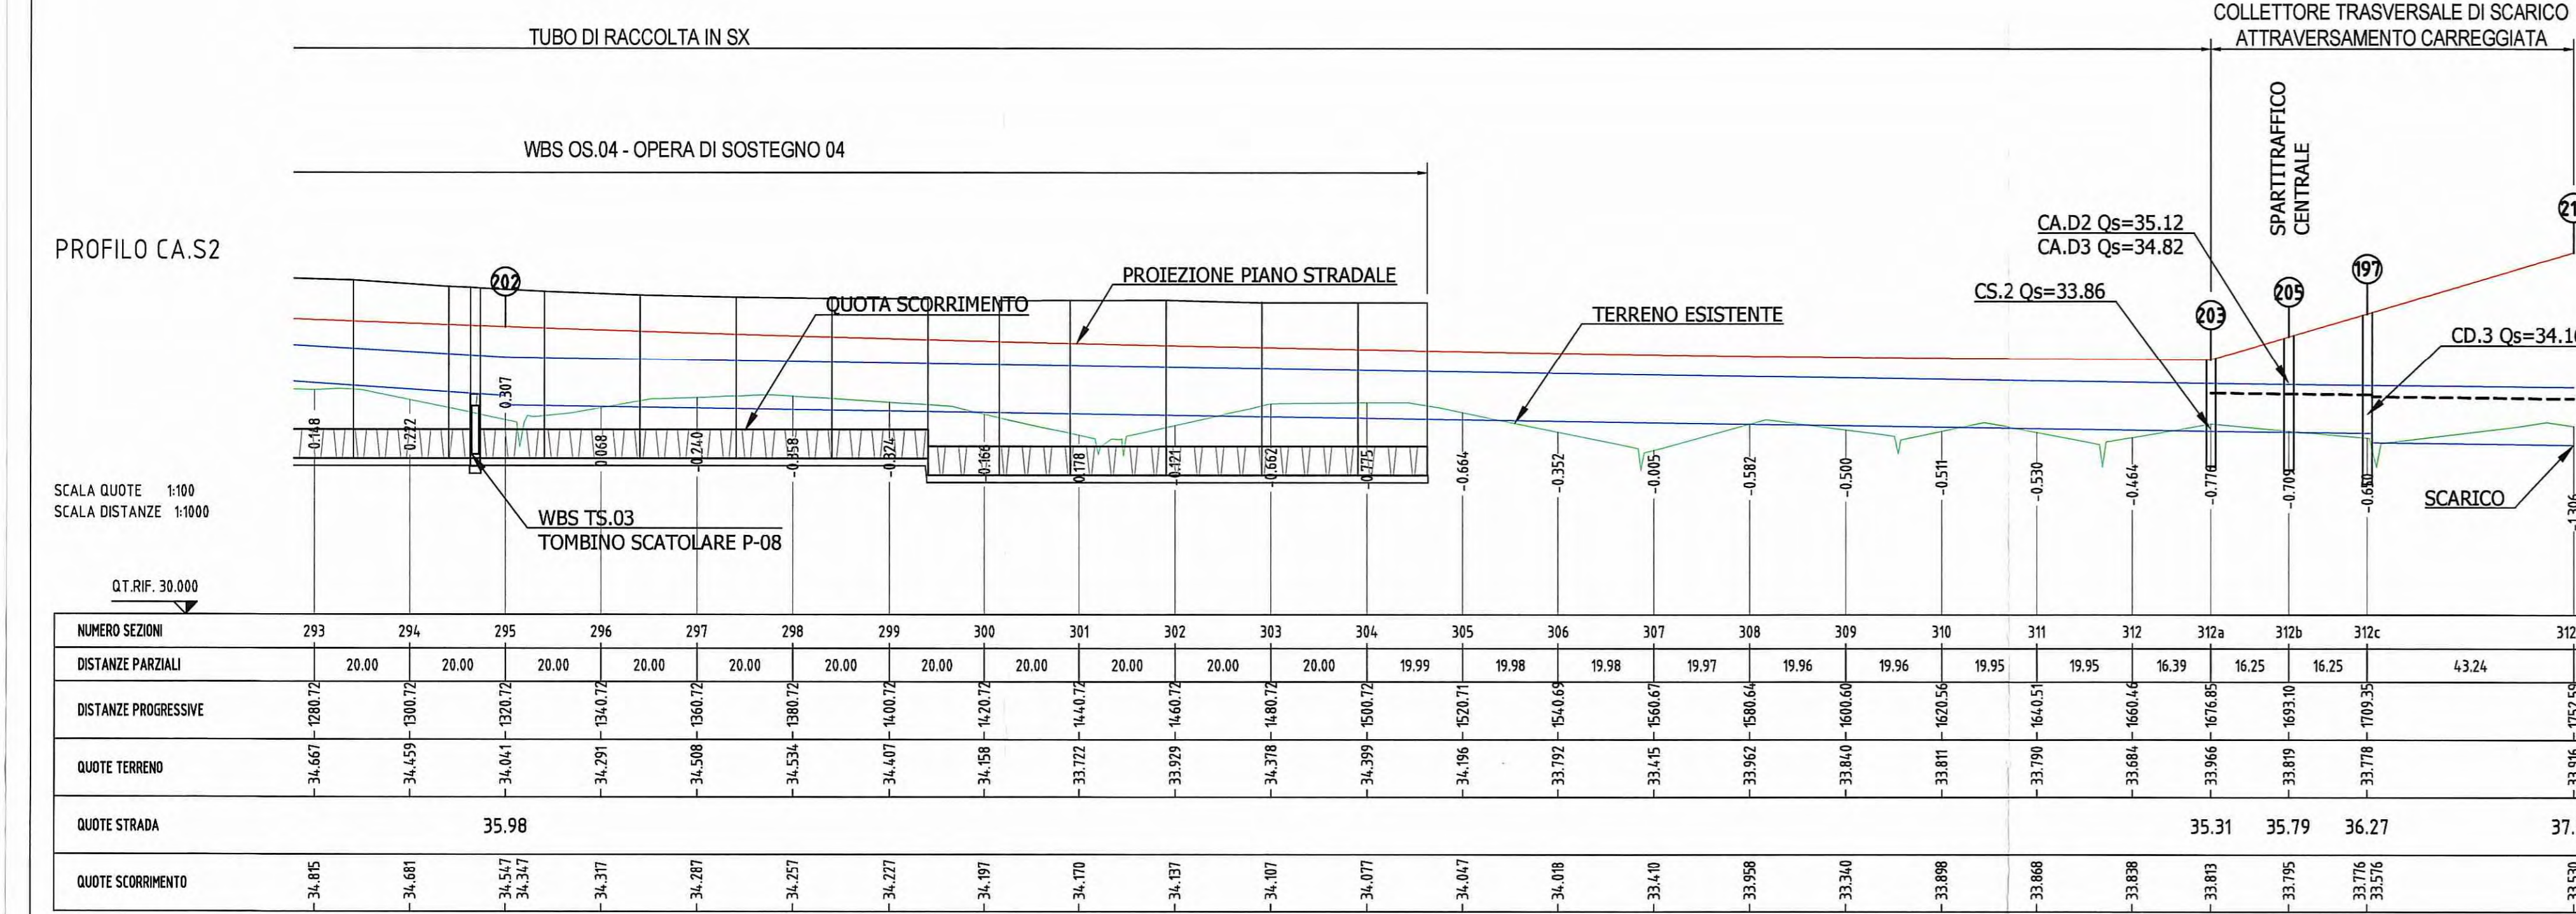 COLLETTORE TRASVERSALE DI SCARICO
ATTRAVERSAMENTO CARREGGIATA
TUBO DI RACCOLTA IN SX
SPARTITRAFFICO
CENTRALE
WBS OS.04 - OPERA DI SOSTEGNO 04
PROFILO CA.S2
CA.D2 Qs=35.12
CA.D3 Qs=34.82
CS.2 Qs=33.86
202
203
205
197
PROIEZIONE PIANO STRADALE
QUOTA SCORRIMENTO
TERRENO ESISTENTE
SCARICO
WBS TS.03
TOMBINO SCATOLARE P-08
0.148 0.222 0.307 0.068 -0.240 -0.358 -0.324 -0.166 0.178 -0.121 -0.662 -0.775 -0.664 -0.352 -0.005 -0.582 -0.500 -0.511 -0.530 -0.464 -0.776 -0.709 -0.650
SCALA QUOTE 1:100
SCALA DISTANZE 1:1000
QT.RIF. 30.000
NUMERO SEZIONI 293 294 295 296 297 298 299 300 301 302 303 304 305 306 307 308 309 310 311 312 312a 312b 312c 312
DISTANZE PARZIALI 20.00 20.00 20.00 20.00 20.00 20.00 20.00 20.00 20.00 20.00 20.00 19.99 19.98 19.98 19.97 19.96 19.96 19.95 19.95 16.39 16.25 16.25 43.24
DISTANZE PROGRESSIVE 1280.72 1300.72 1320.72 1340.72 1360.72 1380.72 1400.72 1420.72 1440.72 1460.72 1480.72 1500.72 1520.71 1540.69 1560.67 1580.64 1600.60 1620.56 1640.51 1660.46 1676.85 1693.10 1709.35 1752.59
QUOTE TERRENO 34.667 34.459 34.041 34.291 34.508 34.534 34.407 34.158 33.722 33.929 34.378 34.399 34.196 33.792 33.415 33.962 33.840 33.811 33.790 33.684 33.966 33.819 33.778
QUOTE STRADA 35.98 35.31 35.79 36.27 37.
QUOTE SCORRIMENTO 34.815 34.681 34.547 34.347 34.317 34.287 34.257 34.227 34.197 34.170 34.137 34.107 34.077 34.047 34.018 33.410 33.958 33.340 33.898 33.868 33.838 33.813 33.795 33.776 33.576